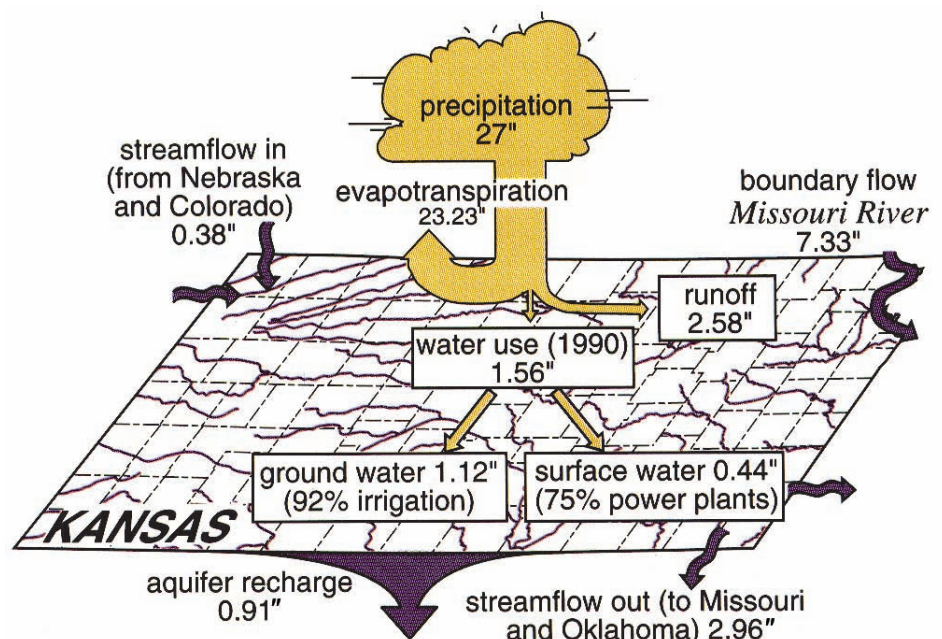 precipitation
27"
streamflow in
(from Nebraska
and Colorado)
0.38"
evapotranspiration
23.23"
boundary flow
Missouri River
7.33"
runoff
2.58"
water use (1990)
1.56"
ground water 1.12"
(92% irrigation)
surface water 0.44"
(75% power plants)
KANSAS
aquifer recharge
0.91"
streamflow out (to Missouri
and Oklahoma) 2.96"